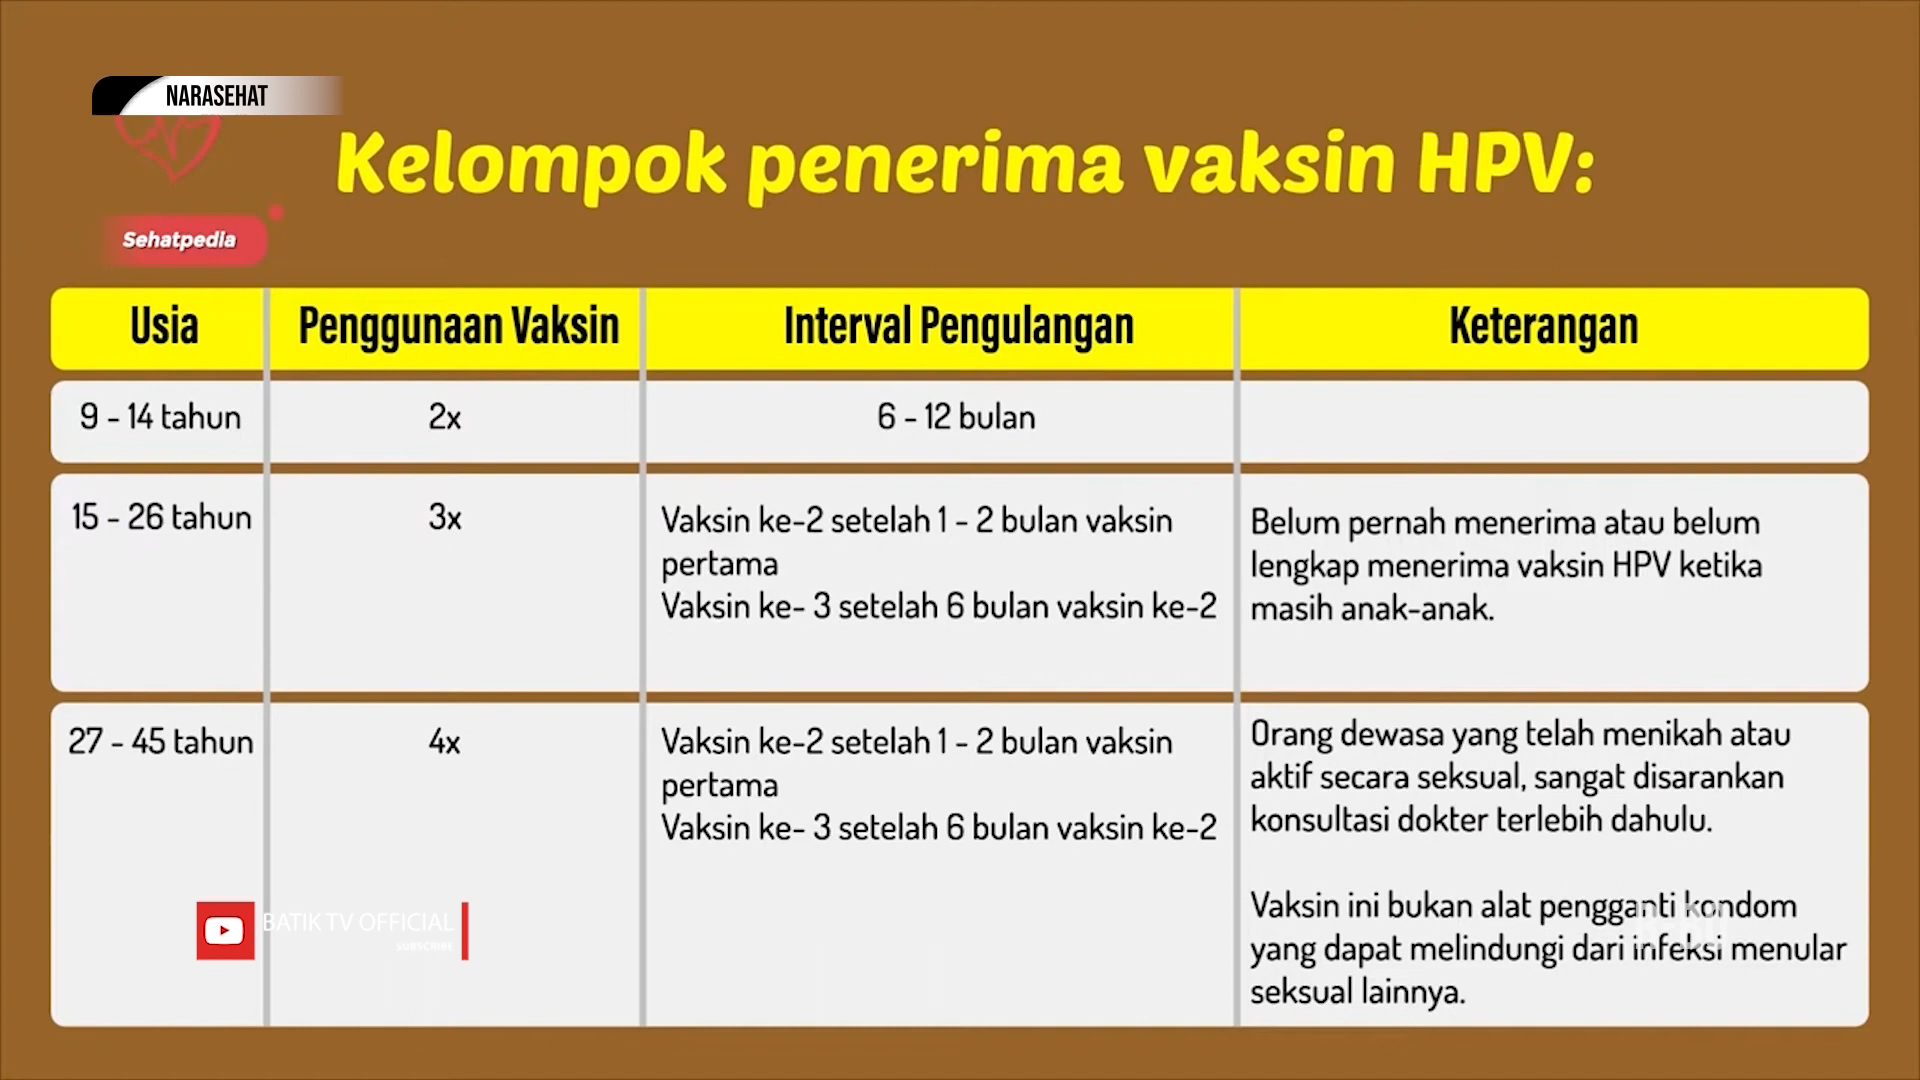 NARASEHAT
Kelompok penerima vaksin HPV:
Sehatpedia
Usia
Penggunaan Vaksin
Interval Pengulangan
Keterangan
9 - 14 tahun
2x
6 - 12 bulan
15 - 26 tahun
3x
Vaksin ke-2 setelah 1 - 2 bulan vaksin
pertama
Vaksin ke- 3 setelah 6 bulan vaksin ke-2
Belum pernah menerima atau belum
lengkap menerima vaksin HPV ketika
masih anak-anak.
27 - 45 tahun
4x
Vaksin ke-2 setelah 1 - 2 bulan vaksin
pertama
Vaksin ke- 3 setelah 6 bulan vaksin ke-2
Orang dewasa yang telah menikah atau
aktif secara seksual, sangat disarankan
konsultasi dokter terlebih dahulu.
Vaksin ini bukan alat pengganti kondom
yang dapat melindungi dari infeksi menular
seksual lainnya.
BATIK TV OFFICIAL
SUBSCRIBE